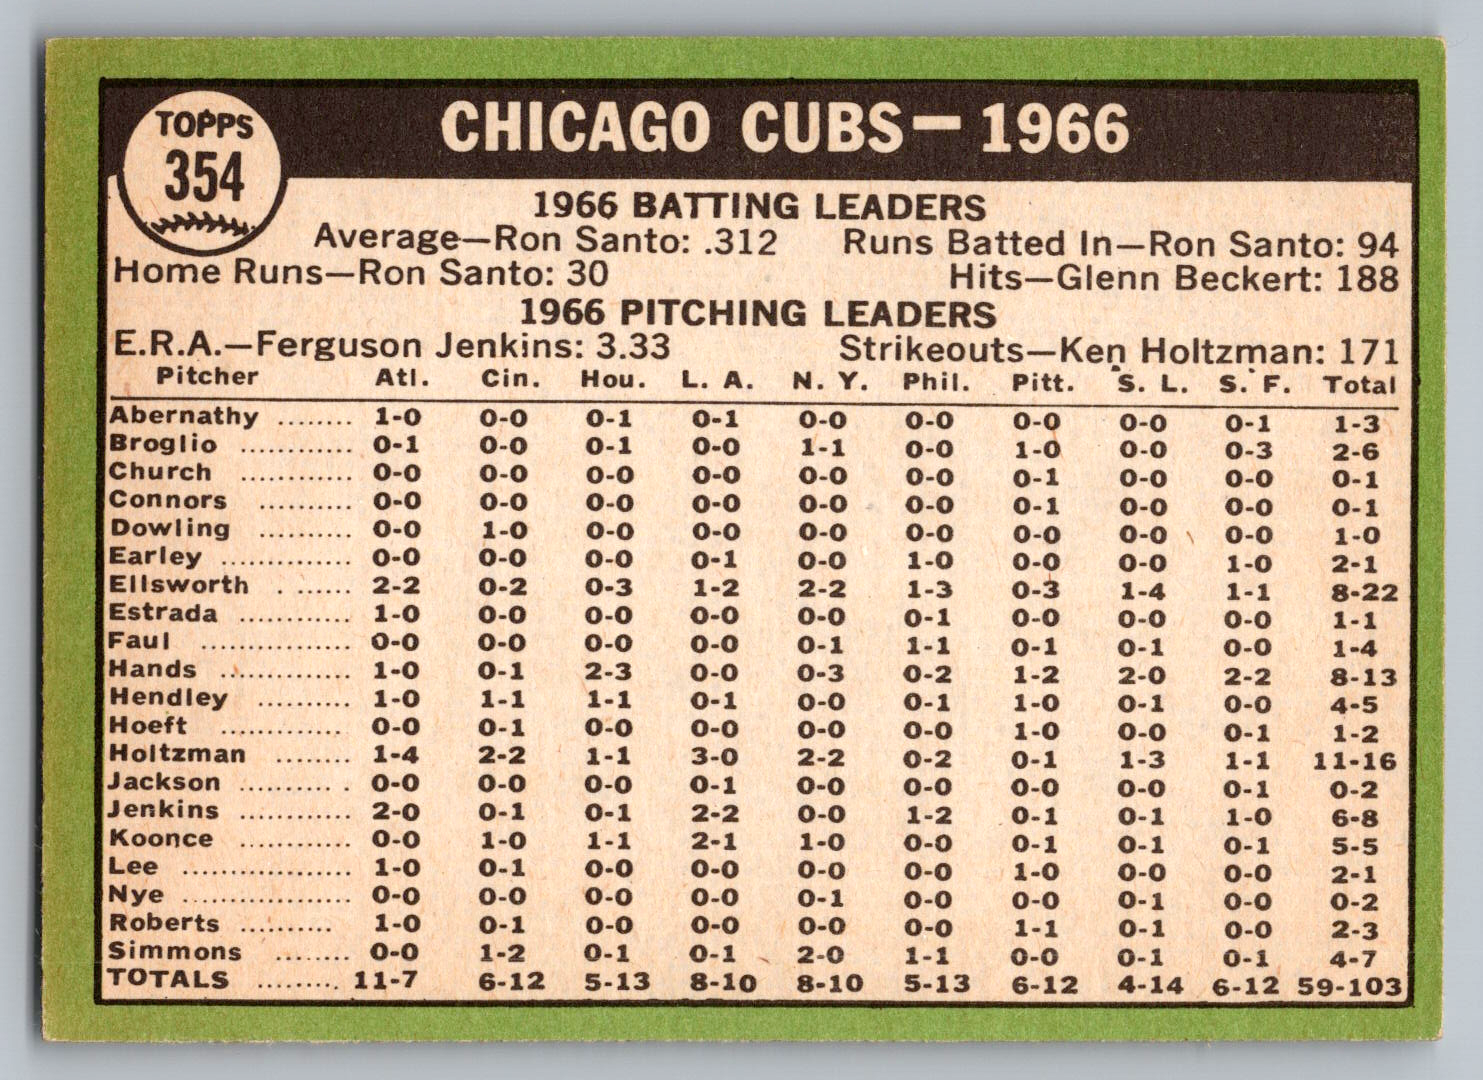 TOPPS
354
CHICAGO CUBS — 1966
1966 BATTING LEADERS
Average—Ron Santo: .312 Runs Batted In—Ron Santo: 94
Home Runs—Ron Santo: 30 Hits—Glenn Beckert: 188
1966 PITCHING LEADERS
E.R.A.—Ferguson Jenkins: 3.33 Strikeouts—Ken Holtzman: 171
Pitcher Atl. Cin. Hou. L. A. N. Y. Phil. Pitt. S. L. S. F. Total
Abernathy ........ 1-0 0-0 0-1 0-1 0-0 0-0 0-0 0-0 0-1 1-3
Broglio ............ 0-1 0-0 0-1 0-0 1-1 0-0 1-0 0-0 0-3 2-6
Church ............ 0-0 0-0 0-0 0-0 0-0 0-0 0-1 0-0 0-0 0-1
Connors .......... 0-0 0-0 0-0 0-0 0-0 0-0 0-1 0-0 0-0 0-1
Dowling .......... 0-0 1-0 0-0 0-0 0-0 0-0 0-0 0-0 0-0 1-0
Earley .............. 0-0 0-0 0-0 0-1 0-0 1-0 0-0 0-0 1-0 2-1
Ellsworth . ...... 2-2 0-2 0-3 1-2 2-2 1-3 0-3 1-4 1-1 8-22
Estrada ............ 1-0 0-0 0-0 0-0 0-0 0-1 0-0 0-0 0-0 1-1
Faul ................ 0-0 0-0 0-0 0-0 0-1 1-1 0-1 0-1 0-0 1-4
Hands .............. 1-0 0-1 2-3 0-0 0-3 0-2 1-2 2-0 2-2 8-13
Hendley .......... 1-0 1-1 1-1 0-1 0-0 0-1 1-0 0-1 0-0 4-5
Hoeft ............. 0-0 0-1 0-0 0-0 0-0 0-0 1-0 0-0 0-1 1-2
Holtzman ........ 1-4 2-2 1-1 3-0 2-2 0-2 0-1 1-3 1-1 11-16
Jackson .......... . 0-0 0-0 0-0 0-1 0-0 0-0 0-0 0-0 0-1 0-2
Jenkins ............ 2-0 0-1 0-1 2-2 0-0 1-2 0-1 0-1 1-0 6-8
Koonce ............ 0-0 1-0 1-1 2-1 1-0 0-0 0-1 0-1 0-1 5-5
Lee .................. 1-0 0-1 0-0 0-0 0-0 0-0 1-0 0-0 0-0 2-1
Nye .................. 0-0 0-0 0-0 0-0 0-1 0-0 0-0 0-1 0-0 0-2
Roberts .......... 1-0 0-1 0-0 0-0 0-0 0-0 1-1 0-1 0-0 2-3
Simmons ........ 0-0 1-2 0-1 0-1 2-0 1-1 0-0 0-1 0-1 4-7
TOTALS ......... 11-7 6-12 5-13 8-10 8-10 5-13 6-12 4-14 6-12 59-103